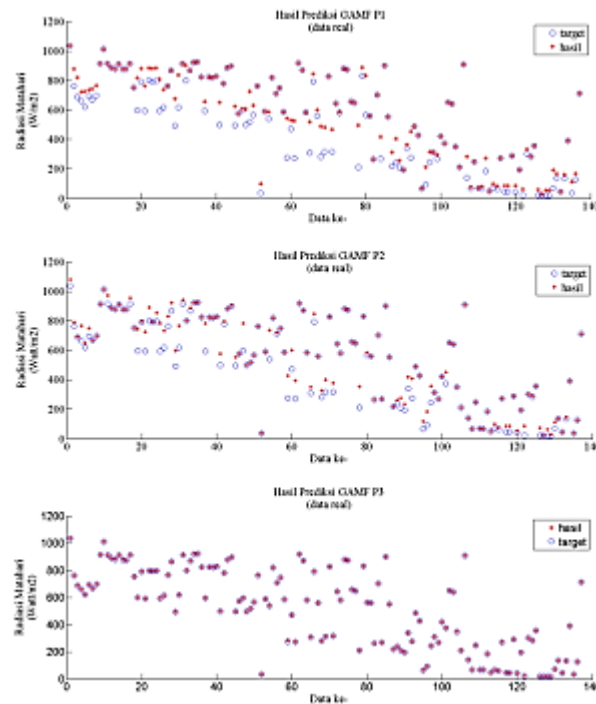 Hasil Prediksi GAMF P1
(data real)
1200
1000
800
600
400
200
0
Radiasi Matahari
(W/m2)
target
hasil
0 20 40 60 80 100 120 140
Data ke-
Hasil Prediksi GAMF P2
(data real)
1200
1000
800
600
400
200
0
Radiasi Matahari
(Watt/m2)
target
hasil
0 20 40 60 80 100 120 140
Data ke-
Hasil Prediksi GAMF P3
(data real)
1200
1000
800
600
400
200
0
Radiasi Matahari
(Watt/m2)
hasil
target
0 20 40 60 80 100 120 140
Data ke-